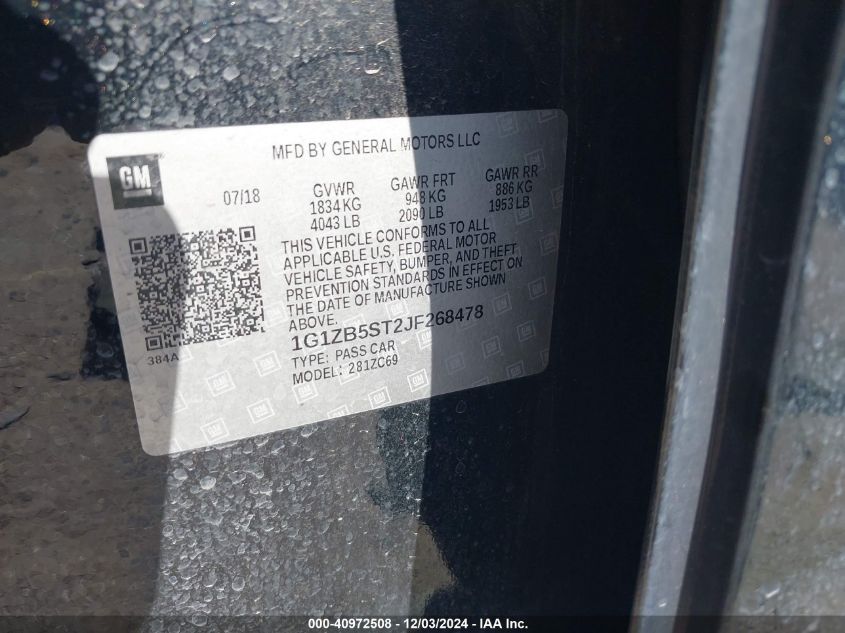 MFD BY GENERAL MOTORS LLC
GM
07/18
GVWR
1834 KG
4043 LB
GAWR FRT
948 KG
2090 LB
GAWR RR
886 KG
1953 LB
THIS VEHICLE CONFORMS TO ALL
APPLICABLE U.S. FEDERAL MOTOR
VEHICLE SAFETY, BUMPER, AND THEFT
PREVENTION STANDARDS IN EFFECT ON
THE DATE OF MANUFACTURE SHOWN
ABOVE.
384A
1G1ZB5ST2JF268478
TYPE: PASS CAR
MODEL: 281ZC69
000-40972508 - 12/03/2024 - IAA Inc.